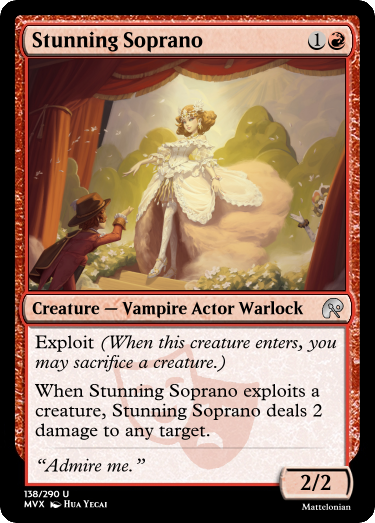 Stunning Soprano 1
Creature — Vampire Actor Warlock
Exploit (When this creature enters, you
may sacrifice a creature.)
When Stunning Soprano exploits a
creature, Stunning Soprano deals 2
damage to any target.
“Admire me.”
2/2
138/290 U
MVX Hua Yecai
Mattelonian